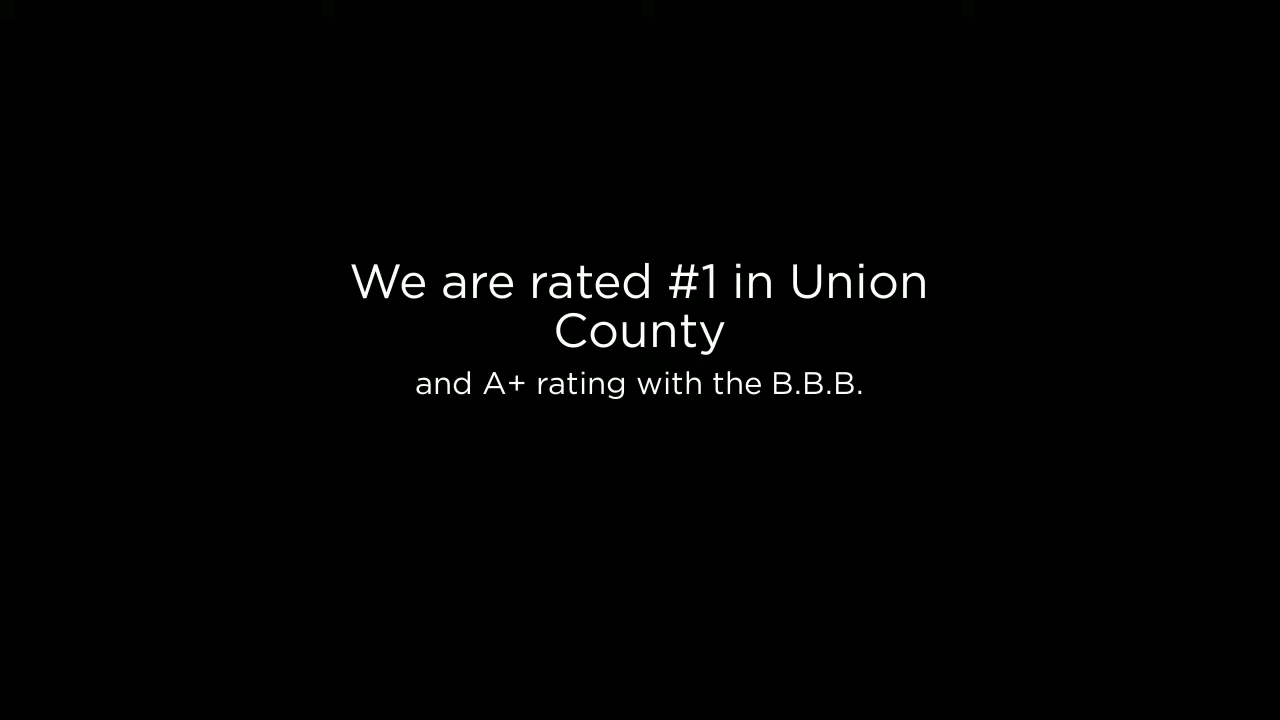 We are rated #1 in Union
County
and A+ rating with the B.B.B.